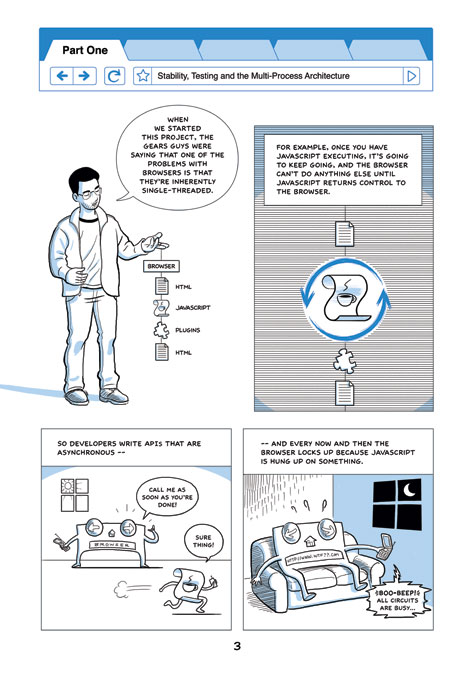 Part One
Stability, Testing and the Multi-Process Architecture
WHEN
WE STARTED
THIS PROJECT, THE
GEARS GUYS WERE
SAYING THAT ONE OF THE
PROBLEMS WITH
BROWSERS IS THAT
THEY'RE INHERENTLY
SINGLE-THREADED.
BROWSER
HTML
JAVASCRIPT
PLUGINS
HTML
FOR EXAMPLE, ONCE YOU HAVE
JAVASCRIPT EXECUTING, IT'S GOING
TO KEEP GOING, AND THE BROWSER
CAN'T DO ANYTHING ELSE UNTIL
JAVASCRIPT RETURNS CONTROL TO
THE BROWSER.
SO DEVELOPERS WRITE APIs THAT ARE
ASYNCHRONOUS --
CALL ME AS
SOON AS YOU'RE
DONE!
BROWSER
SURE
THING!
-- AND EVERY NOW AND THEN THE
BROWSER LOCKS UP BECAUSE JAVASCRIPT
IS HUNG UP ON SOMETHING.
BOO-BEEP!
ALL CIRCUITS
ARE BUSY...
3